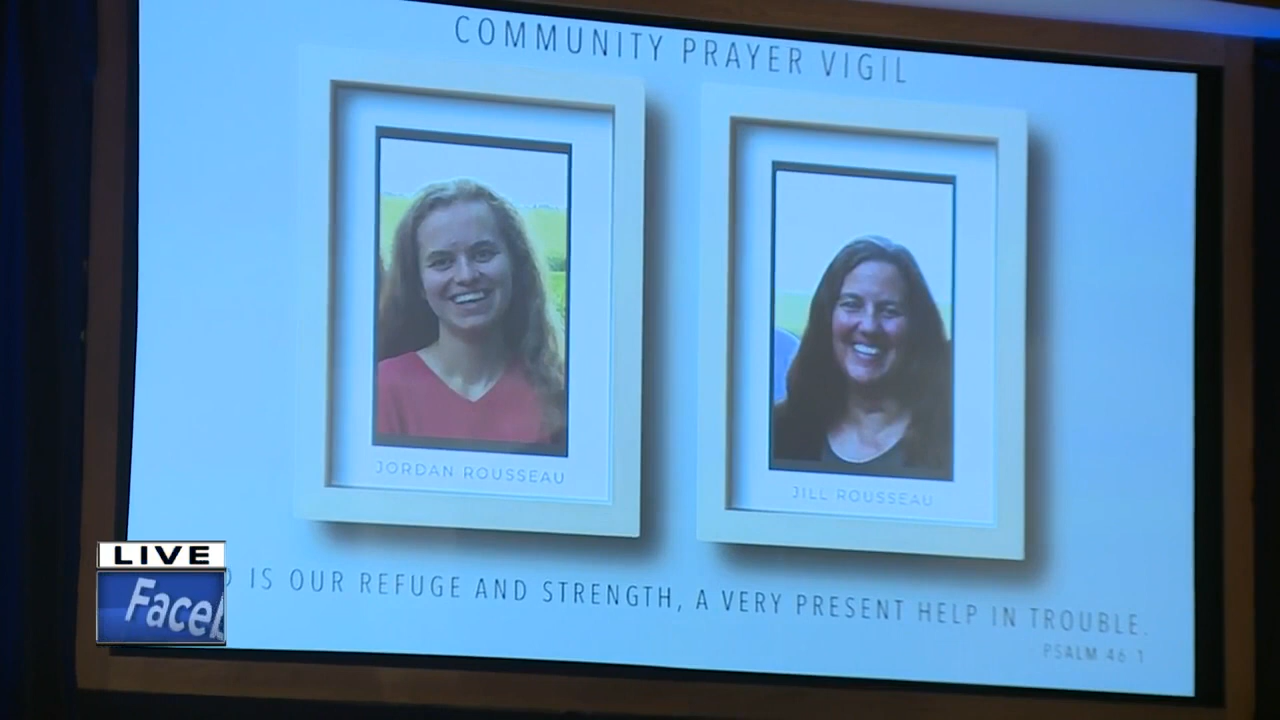 COMMUNITY PRAYER VIGIL
JORDAN ROUSSEAU
JILL ROUSSEAU
IS OUR REFUGE AND STRENGTH, A VERY PRESENT HELP IN TROUBLE.
PSALM 46 1
LIVE